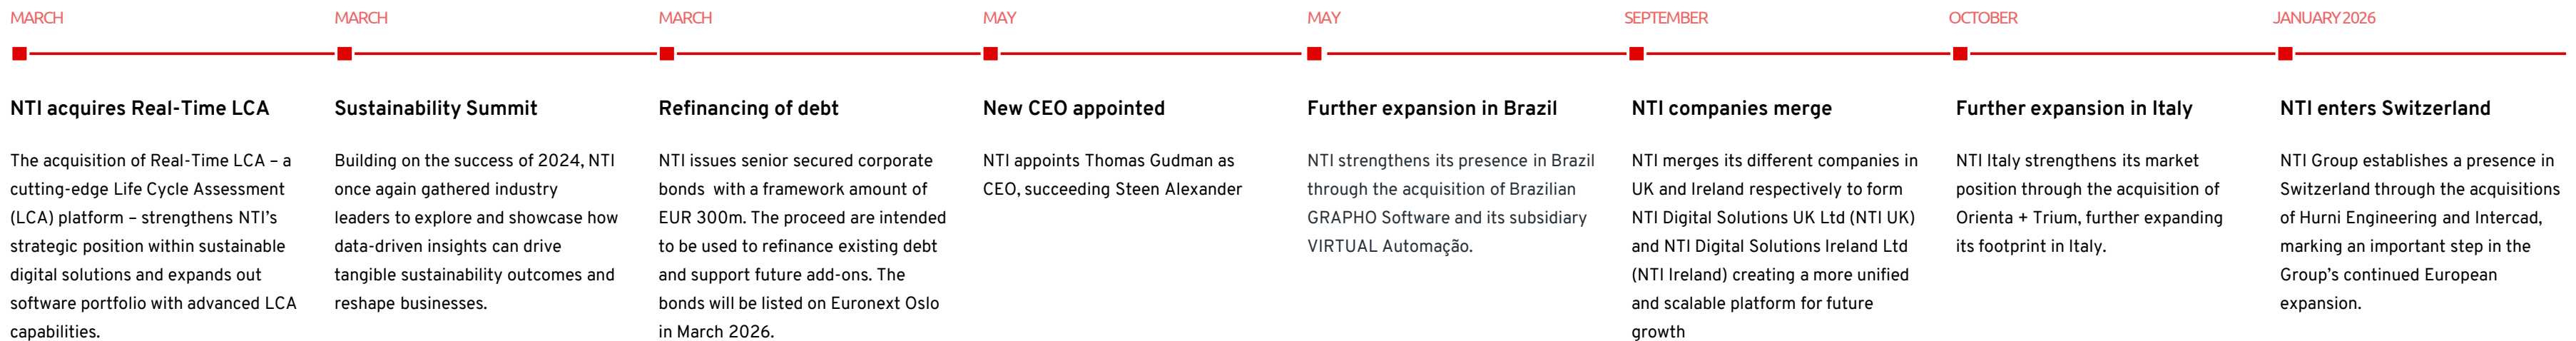 MARCH
NTI acquires Real-Time LCA
The acquisition of Real-Time LCA – a
cutting-edge Life Cycle Assessment
(LCA) platform – strengthens NTI's
strategic position within sustainable
digital solutions and expands out
software portfolio with advanced LCA
capabilities.
MARCH
Sustainability Summit
Building on the success of 2024, NTI
once again gathered industry
leaders to explore and showcase how
data-driven insights can drive
tangible sustainability outcomes and
reshape businesses.
MARCH
Refinancing of debt
NTI issues senior secured corporate
bonds with a framework amount of
EUR 300m. The proceed are intended
to be used to refinance existing debt
and support future add-ons. The
bonds will be listed on Euronext Oslo
in March 2026.
MAY
New CEO appointed
NTI appoints Thomas Gudman as
CEO, succeeding Steen Alexander
MAY
Further expansion in Brazil
NTI strengthens its presence in Brazil
through the acquisition of Brazilian
GRAPHO Software and its subsidiary
VIRTUAL Automação.
SEPTEMBER
NTI companies merge
NTI merges its different companies in
UK and Ireland respectively to form
NTI Digital Solutions UK Ltd (NTI UK)
and NTI Digital Solutions Ireland Ltd
(NTI Ireland) creating a more unified
and scalable platform for future
growth
OCTOBER
Further expansion in Italy
NTI Italy strengthens its market
position through the acquisition of
Orienta + Trium, further expanding
its footprint in Italy.
JANUARY 2026
NTI enters Switzerland
NTI Group establishes a presence in
Switzerland through the acquisitions
of Hurni Engineering and Intercad,
marking an important step in the
Group's continued European
expansion.